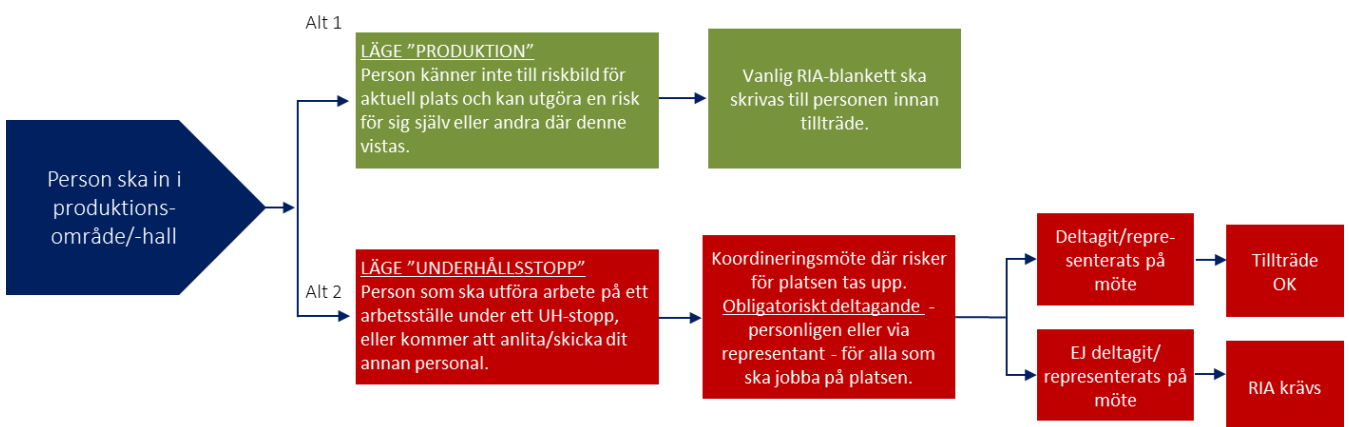 Alt 1
LÄGE ”PRODUKTION”
Person känner inte till riskbild för
aktuell plats och kan utgöra en risk
för sig själv eller andra där denne
vistas.
Vanlig RIA-blankett ska
skrivas till personen innan
tillträde.
Person ska in i
produktions-
område/-hall
Alt 2
LÄGE ”UNDERHÅLLSSTOPP”
Person som ska utföra arbete på ett
arbetsställe under ett UH-stopp,
eller kommer att anlita/skicka dit
annan personal.
Koordineringsmöte där risker
för platsen tas upp.
Obligatoriskt deltagande -
personligen eller via
representant - för alla som
ska jobba på platsen.
Deltagit/repre-
senterats på
möte
Tillträde
OK
EJ deltagit/
representerats på
möte
RIA krävs